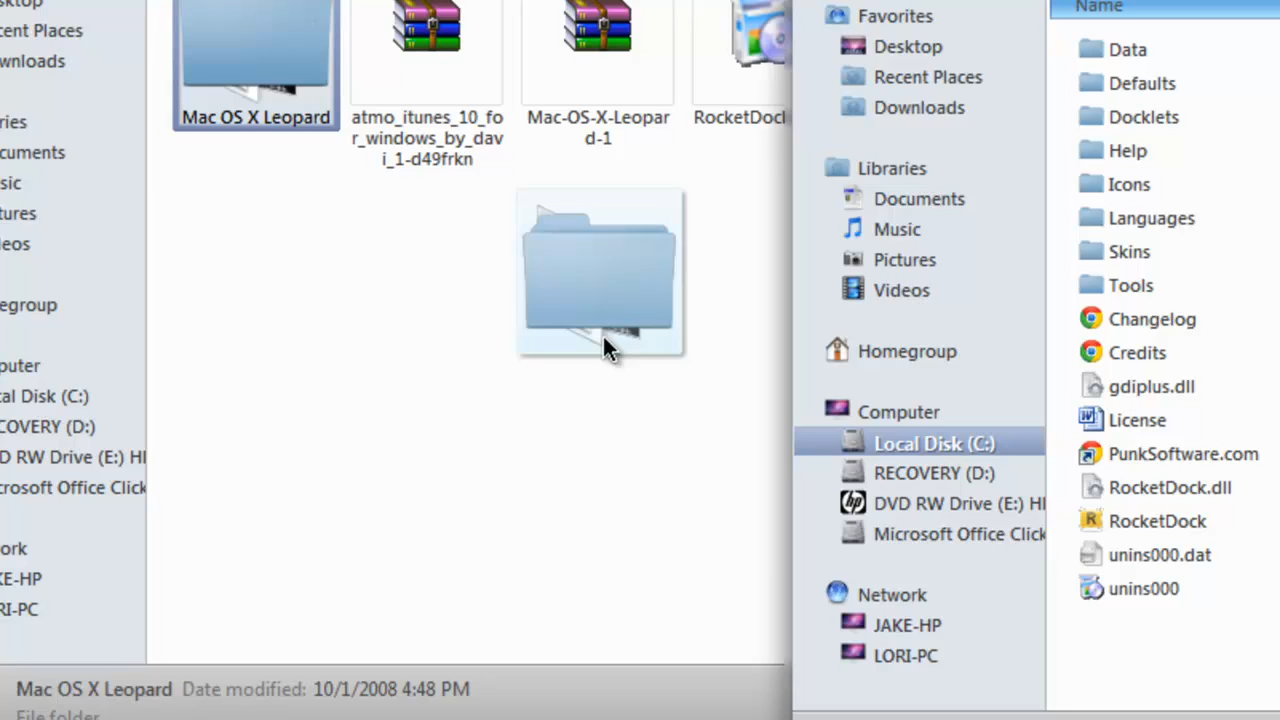 sktop
cent Places
wnloads
ries
cuments
sic
tures
eos
egroup
puter
cal Disk (C:)
COVERY (D:)
D RW Drive (E:) HI
crosoft Office Click
ork
KE-HP
RI-PC
Mac OS X Leopard
atmo_itunes_10_fo
r_windows_by_dav
i_1-d49frkn
Mac-OS-X-Leopar
d-1
RocketDock
Mac OS X Leopard Date modified: 10/1/2008 4:48 PM
File folder
Favorites
Desktop
Recent Places
Downloads
Libraries
Documents
Music
Pictures
Videos
Homegroup
Computer
Local Disk (C:)
RECOVERY (D:)
DVD RW Drive (E:) HI
Microsoft Office Click
Network
JAKE-HP
LORI-PC
Name
Data
Defaults
Docklets
Help
Icons
Languages
Skins
Tools
Changelog
Credits
gdiplus.dll
License
PunkSoftware.com
RocketDock.dll
RocketDock
unins000.dat
unins000